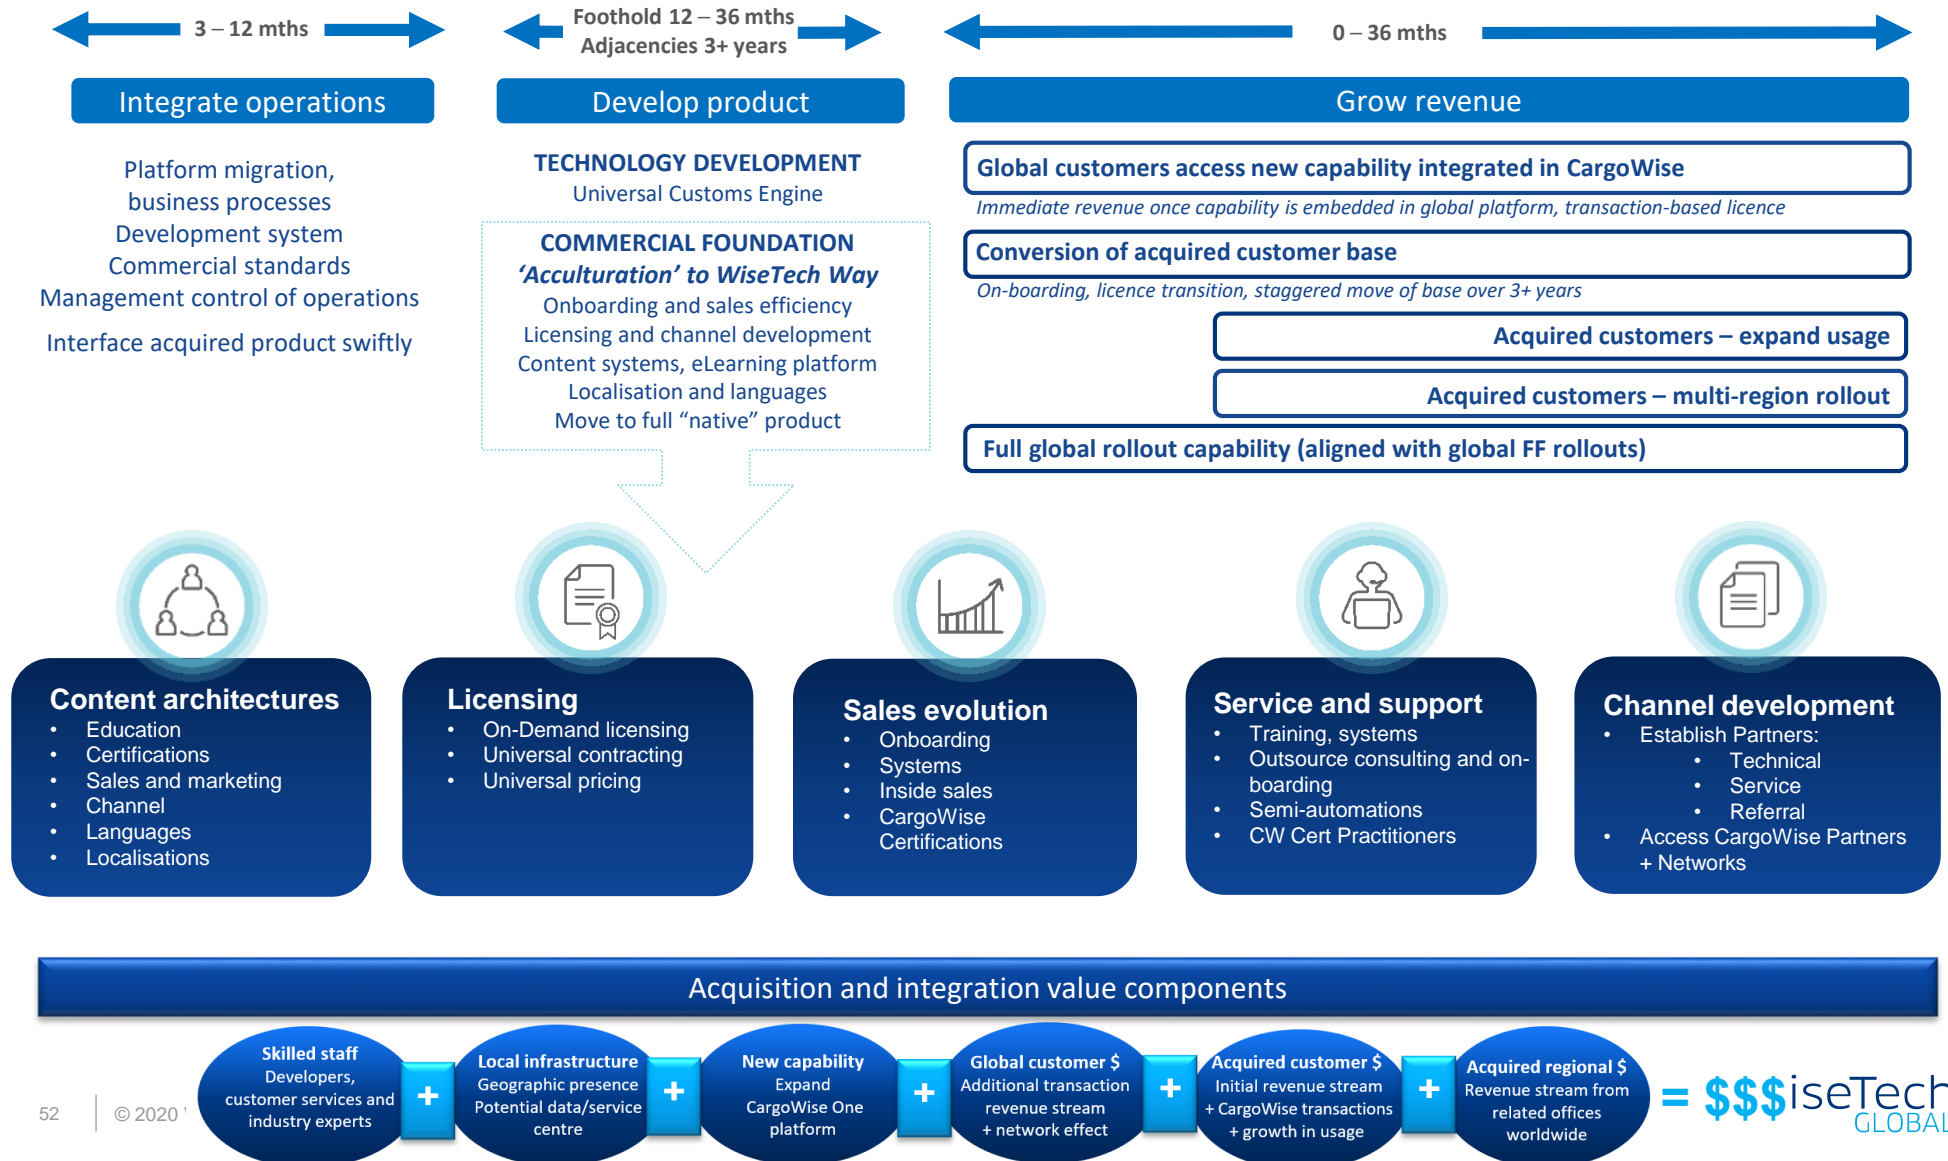 3 – 12 mths
Foothold 12 – 36 mths
Adjacencies 3+ years
0 – 36 mths
Integrate operations
Develop product
Grow revenue
Platform migration,
business processes
Development system
Commercial standards
Management control of operations
Interface acquired product swiftly
TECHNOLOGY DEVELOPMENT
Universal Customs Engine
COMMERCIAL FOUNDATION
‘Acculturation’ to WiseTech Way
Onboarding and sales efficiency
Licensing and channel development
Content systems, eLearning platform
Localisation and languages
Move to full “native” product
Global customers access new capability integrated in CargoWise
Immediate revenue once capability is embedded in global platform, transaction-based licence
Conversion of acquired customer base
On-boarding, licence transition, staggered move of base over 3+ years
Acquired customers – expand usage
Acquired customers – multi-region rollout
Full global rollout capability (aligned with global FF rollouts)
Content architectures
• Education
• Certifications
• Sales and marketing
• Channel
• Languages
• Localisations
Licensing
• On-Demand licensing
• Universal contracting
• Universal pricing
Sales evolution
• Onboarding
• Systems
• Inside sales
• CargoWise
Certifications
Service and support
• Training, systems
• Outsource consulting and on-
boarding
• Semi-automations
• CW Cert Practitioners
Channel development
• Establish Partners:
• Technical
• Service
• Referral
• Access CargoWise Partners
+ Networks
Acquisition and integration value components
Skilled staff
Developers,
customer services and
industry experts
+
Local infrastructure
Geographic presence
Potential data/service
centre
+
New capability
Expand
CargoWise One
platform
+
Global customer $
Additional transaction
revenue stream
+ network effect
+
Acquired customer $
Initial revenue stream
+ CargoWise transactions
+ growth in usage
+
Acquired regional $
Revenue stream from
related offices
worldwide
= $$$
iseTech
GLOBAL
52
© 2020